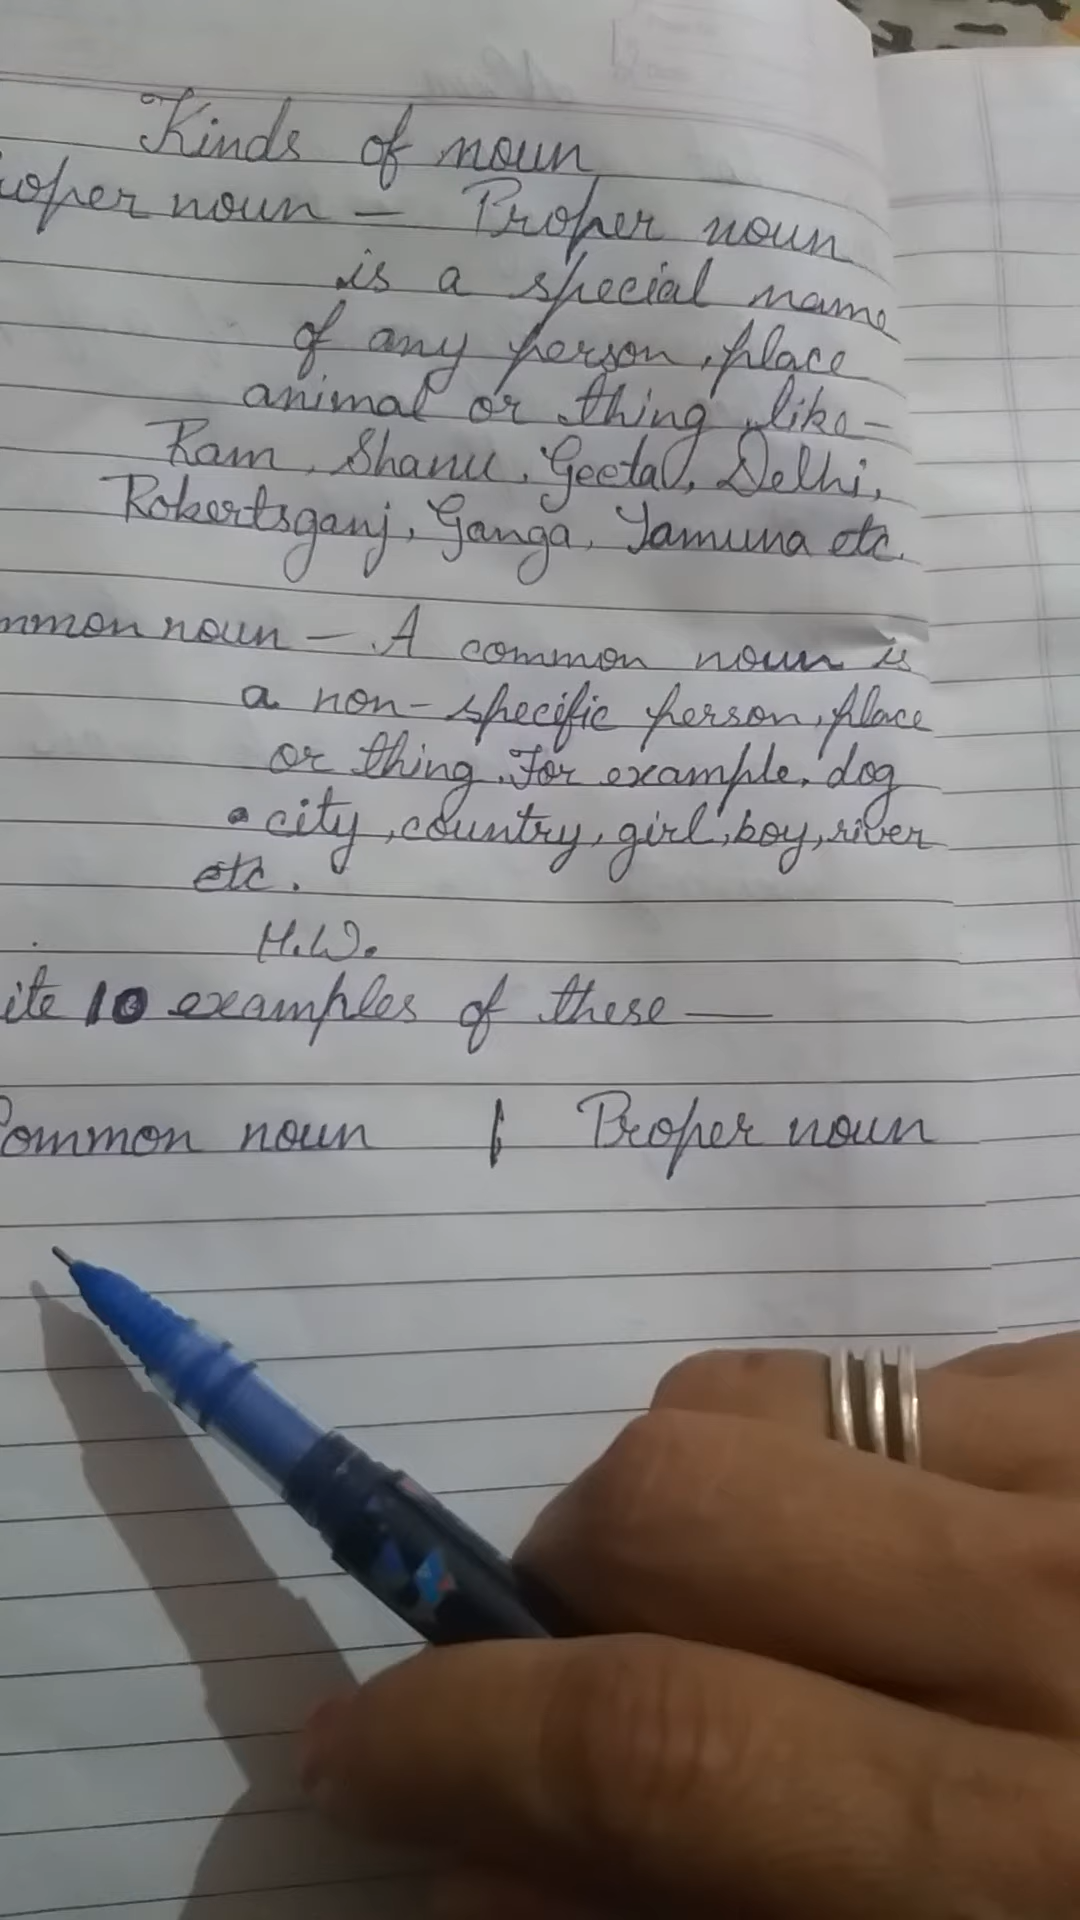 Kinds of noun
oper noun — Proper noun
is a special name
of any person, place
animal or thing like -
Ram, Shanu, Geeta, Delhi,
Robertsganj, Ganga, Yamuna etc.
mmon noun — A common noun is
a non-specific person, place
or thing. For example, dog
city, country, girl, boy, river
etc.
H.W.
ite 10 examples of these —
Common noun | Proper noun